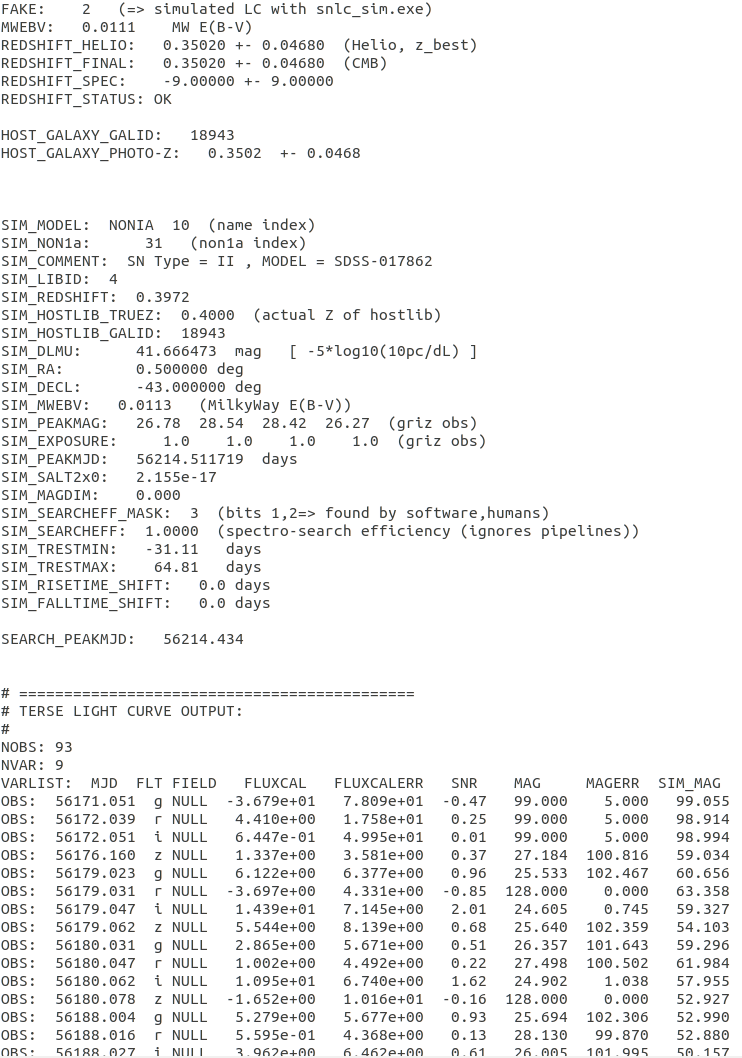 FAKE:    2   (=> simulated LC with snlc_sim.exe)
MWEBV:   0.0111    MW E(B-V)
REDSHIFT_HELIO:   0.35020 +- 0.04680  (Helio, z_best)
REDSHIFT_FINAL:   0.35020 +- 0.04680  (CMB)
REDSHIFT_SPEC:    -9.00000 +- 9.00000
REDSHIFT_STATUS: OK
HOST_GALAXY_GALID:   18943
HOST_GALAXY_PHOTO-Z:   0.3502  +- 0.0468
SIM_MODEL:  NONIA  10  (name index)
SIM_NON1a:      31   (non1a index)
SIM_COMMENT:  SN Type = II , MODEL = SDSS-017862
SIM_LIBID:  4
SIM_REDSHIFT:  0.3972
SIM_HOSTLIB_TRUEZ:  0.4000  (actual Z of hostlib)
SIM_HOSTLIB_GALID:  18943
SIM_DLMU:      41.666473  mag   [ -5*log10(10pc/dL) ]
SIM_RA:        0.500000 deg
SIM_DECL:      -43.000000 deg
SIM_MWEBV:   0.0113   (MilkyWay E(B-V))
SIM_PEAKMAG:   26.78  28.54  28.42  26.27  (griz obs)
SIM_EXPOSURE:     1.0    1.0    1.0    1.0  (griz obs)
SIM_PEAKMJD:   56214.511719  days
SIM_SALT2x0:   2.155e-17
SIM_MAGDIM:    0.000
SIM_SEARCHEFF_MASK:  3  (bits 1,2=> found by software,humans)
SIM_SEARCHEFF:  1.0000  (spectro-search efficiency (ignores pipelines))
SIM_TRESTMIN:   -31.11   days
SIM_TRESTMAX:    64.81   days
SIM_RISETIME_SHIFT:   0.0 days
SIM_FALLTIME_SHIFT:   0.0 days
SEARCH_PEAKMJD:   56214.434
# ============================================
# TERSE LIGHT CURVE OUTPUT:
#
NOBS: 93
NVAR: 9
VARLIST:  MJD  FLT FIELD   FLUXCAL   FLUXCALERR   SNR    MAG     MAGERR  SIM_MAG
OBS:  56171.051  g NULL  -3.679e+01   7.809e+01  -0.47  99.000    5.000   99.055
OBS:  56172.039  r NULL   4.410e+00   1.758e+01   0.25  99.000    5.000   98.914
OBS:  56172.051  i NULL   6.447e-01   4.995e+01   0.01  99.000    5.000   98.994
OBS:  56176.160  z NULL   1.337e+00   3.581e+00   0.37  27.184  100.816   59.034
OBS:  56179.023  g NULL   6.122e+00   6.377e+00   0.96  25.533  102.467   60.656
OBS:  56179.031  r NULL  -3.697e+00   4.331e+00  -0.85  128.000    0.000   63.358
OBS:  56179.047  i NULL   1.439e+01   7.145e+00   2.01  24.605    0.745   59.327
OBS:  56179.062  z NULL   5.544e+00   8.139e+00   0.68  25.640  102.359   54.103
OBS:  56180.031  g NULL   2.865e+00   5.671e+00   0.51  26.357  101.643   59.296
OBS:  56180.047  r NULL   1.002e+00   4.492e+00   0.22  27.498  100.502   61.984
OBS:  56180.062  i NULL   1.095e+01   6.740e+00   1.62  24.902    1.038   57.955
OBS:  56180.078  z NULL  -1.652e+00   1.016e+01  -0.16  128.000    0.000   52.927
OBS:  56188.004  g NULL   5.279e+00   5.677e+00   0.93  25.694  102.306   52.990
OBS:  56188.016  r NULL   5.595e-01   4.368e+00   0.13  28.130   99.870   52.880
OBS:  56188.027  i NULL   3.962e+00   6.462e+00   0.61  26.005  101.995   50.157